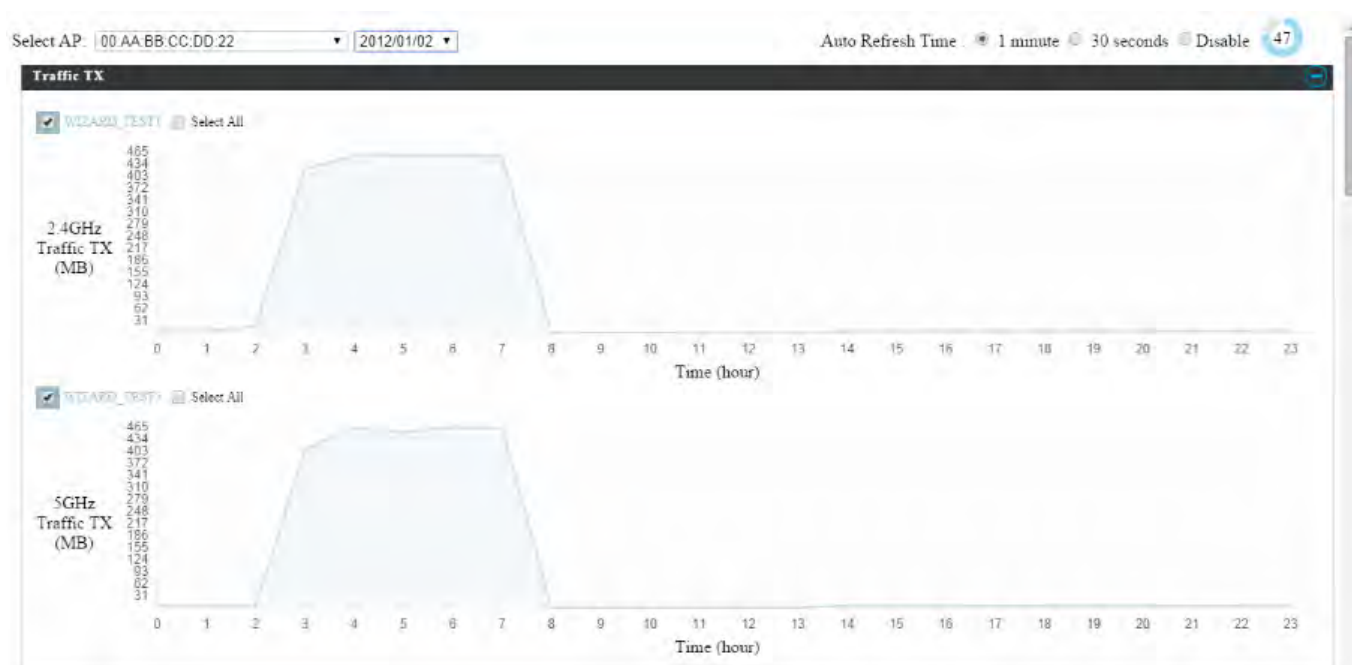 Select AP: 00:AA:BB:CC:DD:22 2012/01/02
Auto Refresh Time 1 minute 30 seconds Disable 47
Traffic TX
WIZARD_TEST1 Select All
465
434
403
372
341
310
279
248
217
186
155
124
93
62
31
2.4GHz
Traffic TX
(MB)
0 1 2 3 4 5 6 7 8 9 10 11 12 13 14 15 16 17 18 19 20 21 22 23
Time (hour)
WIZARD_TEST1 Select All
465
434
403
372
341
310
279
248
217
186
155
124
93
62
31
5GHz
Traffic TX
(MB)
0 1 2 3 4 5 6 7 8 9 10 11 12 13 14 15 16 17 18 19 20 21 22 23
Time (hour)